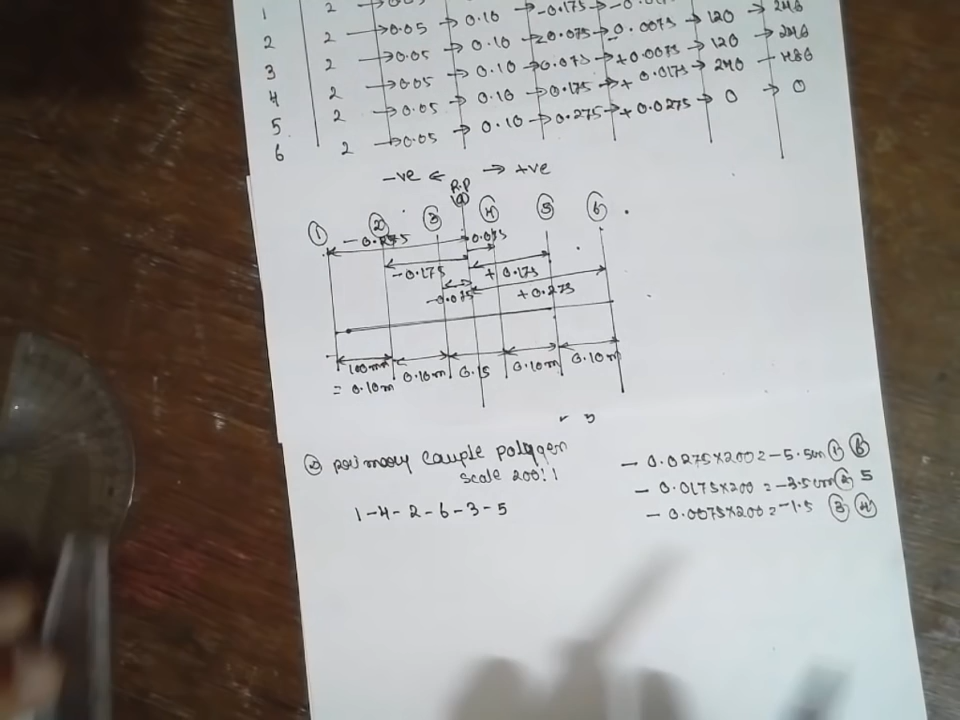 1 2 → 0.05 → 0.10 → -0.175 →
2 2 → 0.05 → 0.10 → 0.075 → -0.0075 → 120 → 240
3 2 → 0.05 → 0.10 → 0.075 → +0.0075 → 120 → 240
4 2 → 0.05 → 0.10 → 0.175 → + 0.0175 → 240 → 480
5 2 → 0.05 → 0.10 → 0.275 → +0.0275 → 0 → 0
6 2 → 0.05
-ve ← → +ve
R.P
① ② ③ ④ ⑤ ⑥
-0.275 0.075
-0.175 + 0.175
-0.075 +0.275
100mm 0.10m 0.15 0.10m 0.10m
= 0.10m
② primary couple polygon
scale 200:1
1-4-2-6-3-5
- 0.0275×200 = -5.5cm ① ⑥
- 0.0175×200 = -3.5cm ② 5
- 0.0075×200 = -1.5 ③ ④